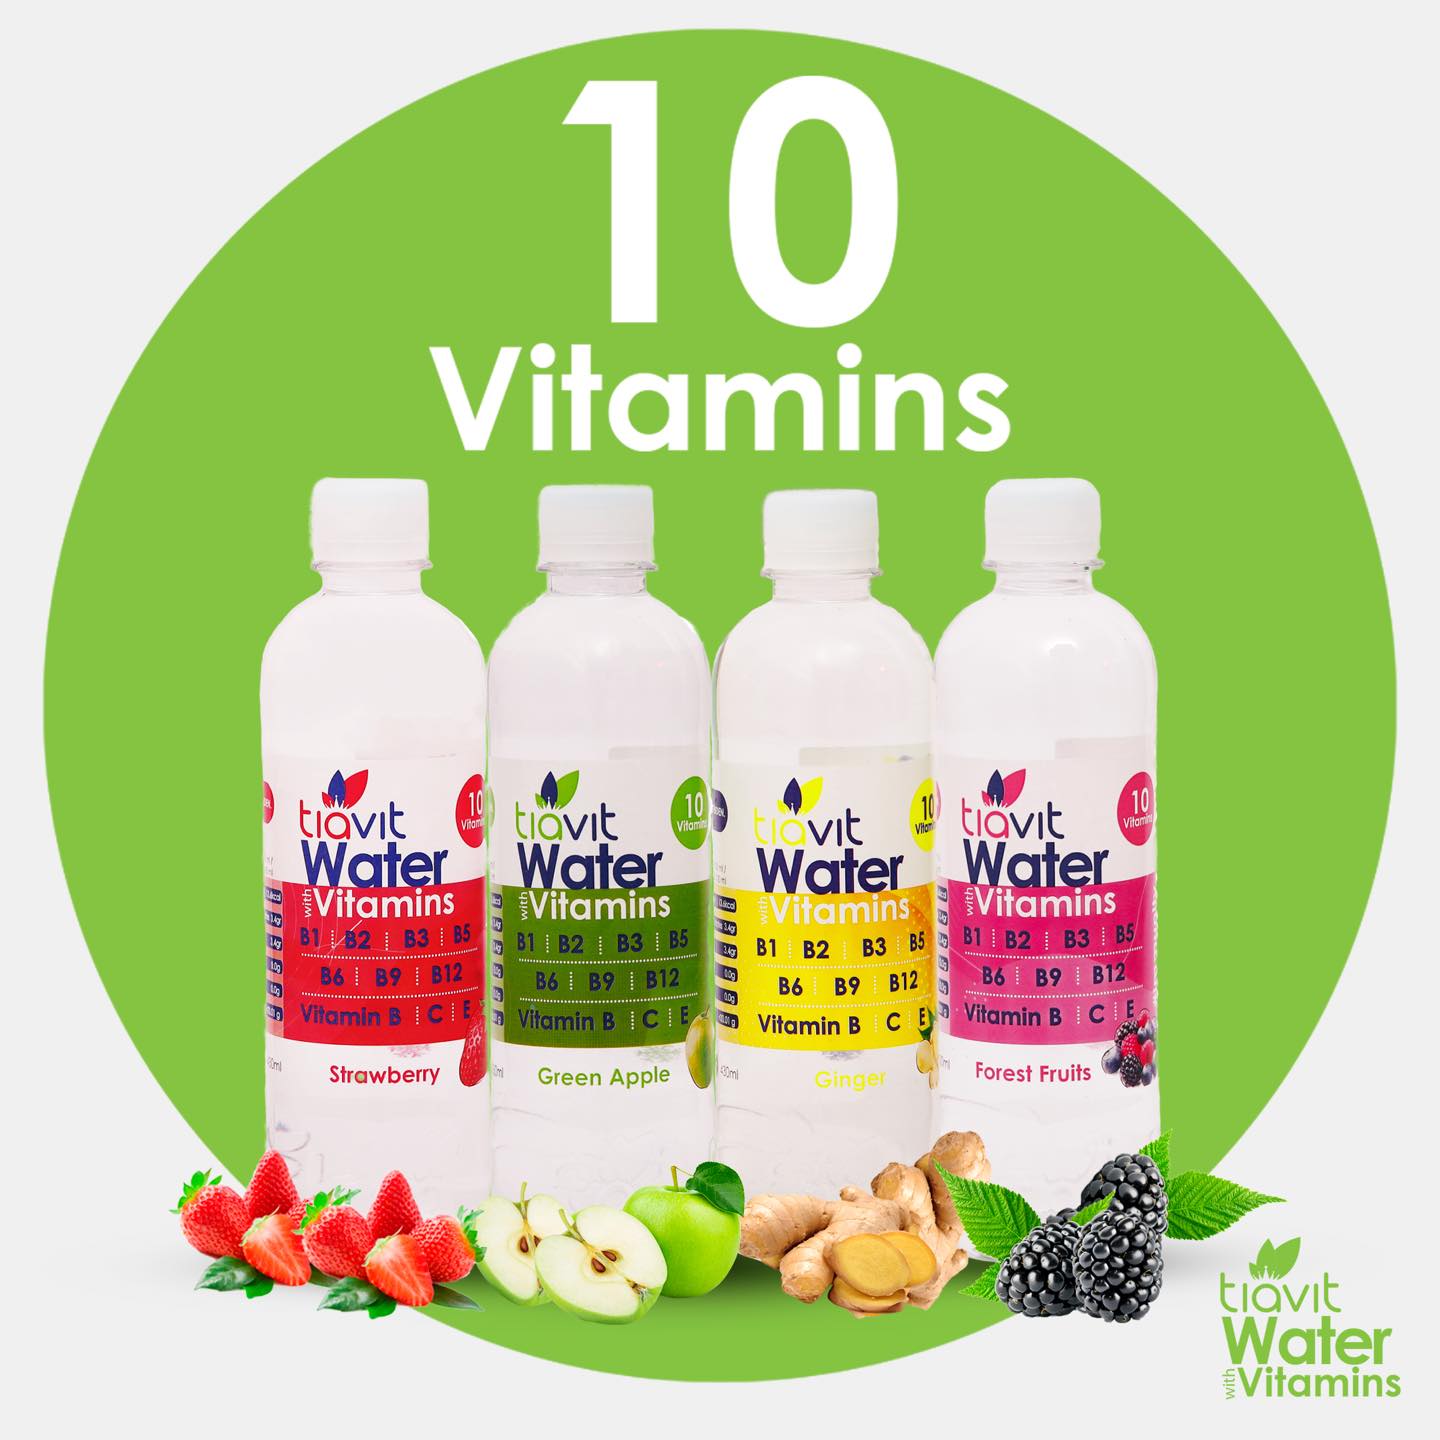 10
Vitamins
tiavit
Water
with Vitamins
10
Vitamins
B1 B2 B3 B5
B6 B9 B12
Vitamin B C E
Strawberry
tiavit
Water
with Vitamins
10
Vitamins
B1 B2 B3 B5
B6 B9 B12
Vitamin B C E
Green Apple
tiavit
Water
with Vitamins
10
B1 B2 B3 B5
B6 B9 B12
Vitamin B C E
Ginger
430ml
tiavit
Water
with Vitamins
10
Vitamins
B1 B2 B3 B5
B6 B9 B12
Vitamin B C E
Forest Fruits
tiavit
Water
with Vitamins